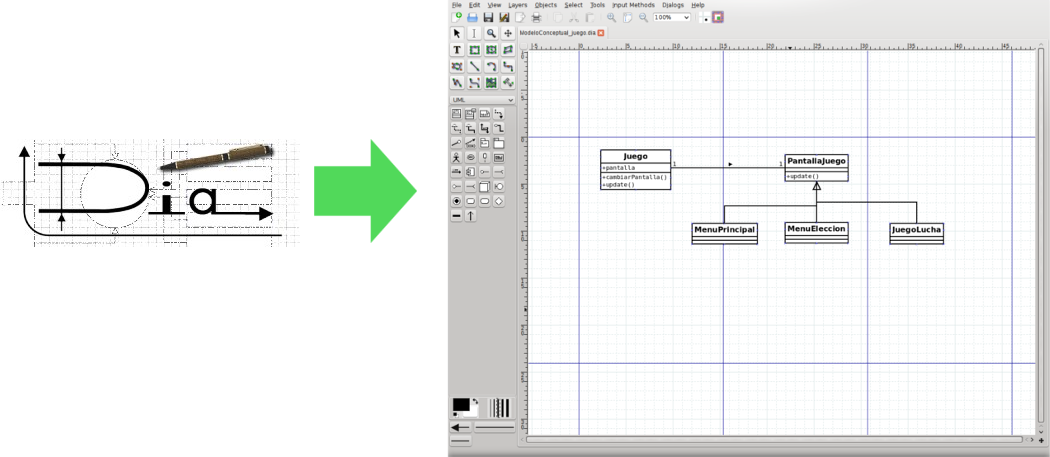 Dia
File Edit View Layers Objects Select Tools Input Methods Dialogs Help
100%
ModeloConceptual_juego.dia
UML
Juego
+pantalla
+cambiarPantalla()
+update()
1
1
PantallaJuego
+update()
MenuPrincipal
MenuEleccion
JuegoLucha